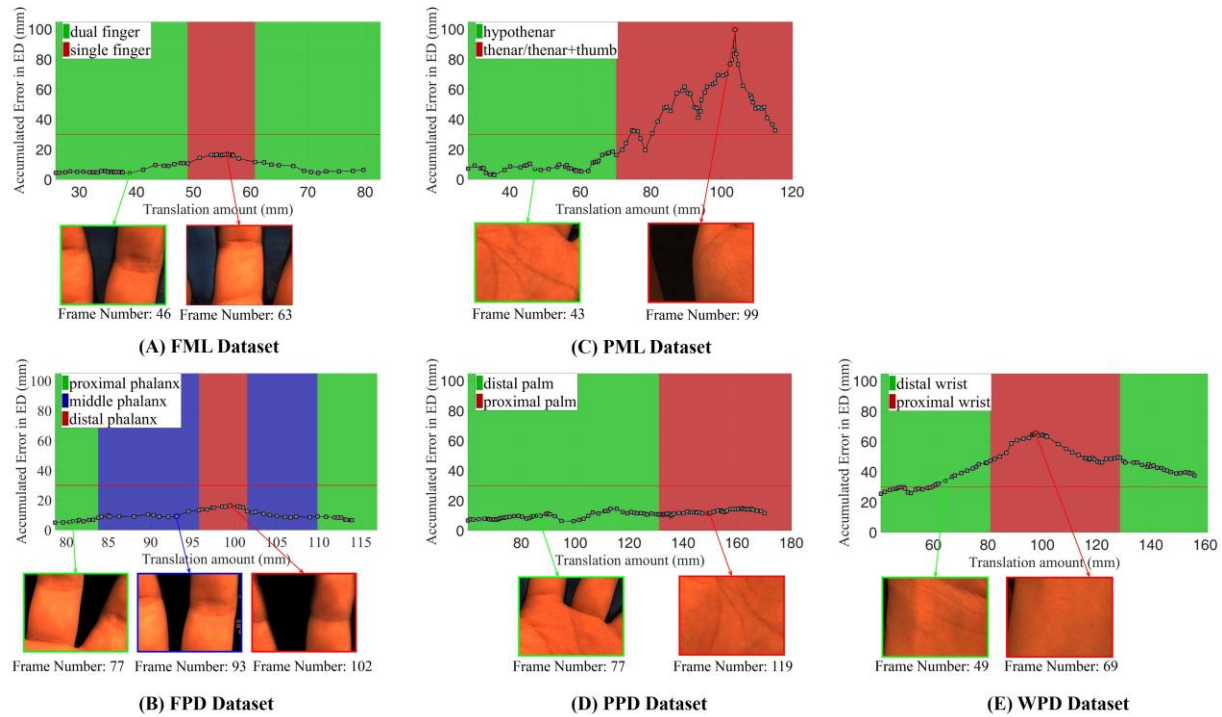 dual finger
single finger
Accumulated Error in ED (mm)
100
80
60
40
20
0
30 40 50 60 70 80
Translation amount (mm)
Frame Number: 46
Frame Number: 63
(A) FML Dataset
hypothenar
thenar/thenar+thumb
Accumulated Error in ED (mm)
100
80
60
40
20
0
40 60 80 100 120
Translation amount (mm)
Frame Number: 43
Frame Number: 99
(C) PML Dataset
proximal phalanx
middle phalanx
distal phalanx
Accumulated Error in ED (mm)
100
80
60
40
20
0
80 85 90 95 100 105 110 115
Translation amount (mm)
Frame Number: 77
Frame Number: 93
Frame Number: 102
(B) FPD Dataset
distal palm
proximal palm
Accumulated Error in ED (mm)
100
80
60
40
20
0
80 100 120 140 160 180
Translation amount (mm)
Frame Number: 77
Frame Number: 119
(D) PPD Dataset
distal wrist
proximal wrist
Accumulated Error in ED (mm)
100
80
60
40
20
0
60 80 100 120 140 160
Translation amount (mm)
Frame Number: 49
Frame Number: 69
(E) WPD Dataset